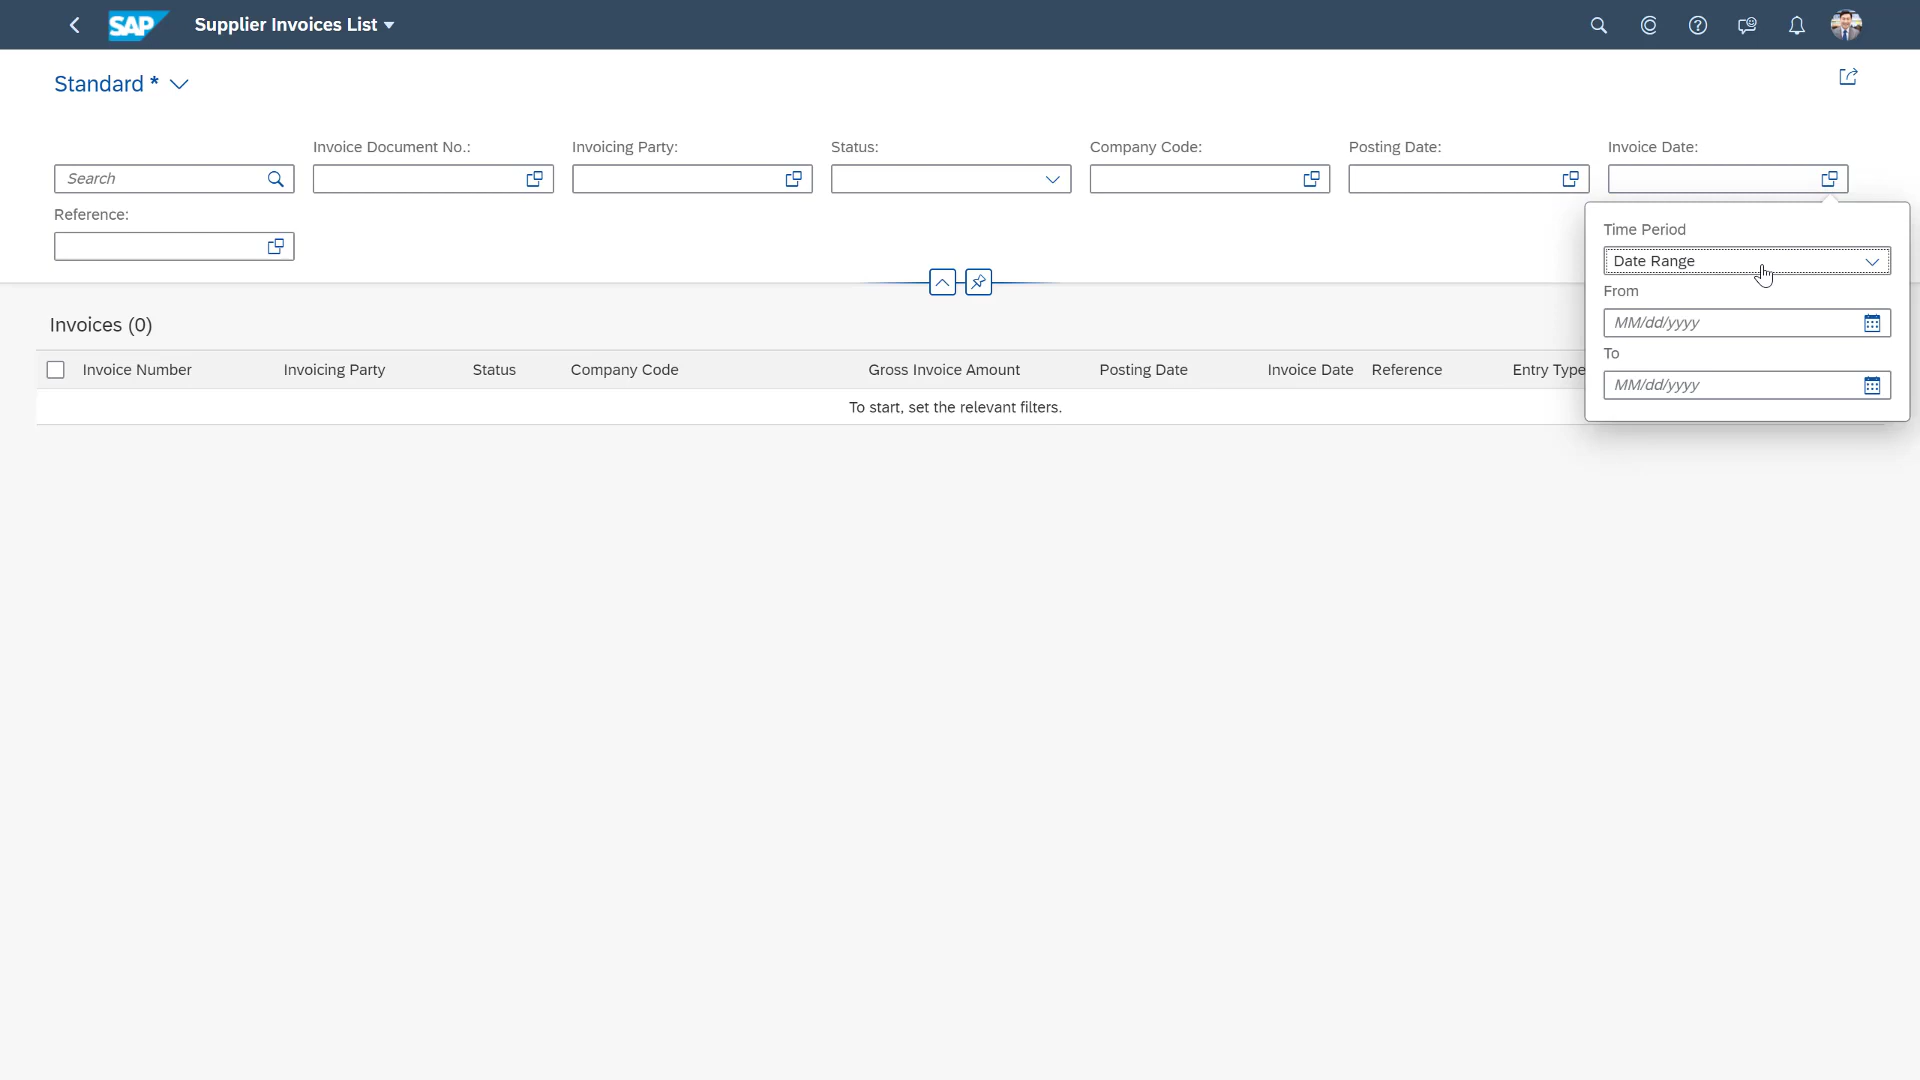 SAP Supplier Invoices List
Standard *
Invoice Document No.: Invoicing Party: Status: Company Code: Posting Date: Invoice Date:
Search
Reference:
Time Period
Date Range
From
MM/dd/yyyy
To
MM/dd/yyyy
Invoices (0)
Invoice Number Invoicing Party Status Company Code Gross Invoice Amount Posting Date Invoice Date Reference Entry Type
To start, set the relevant filters.